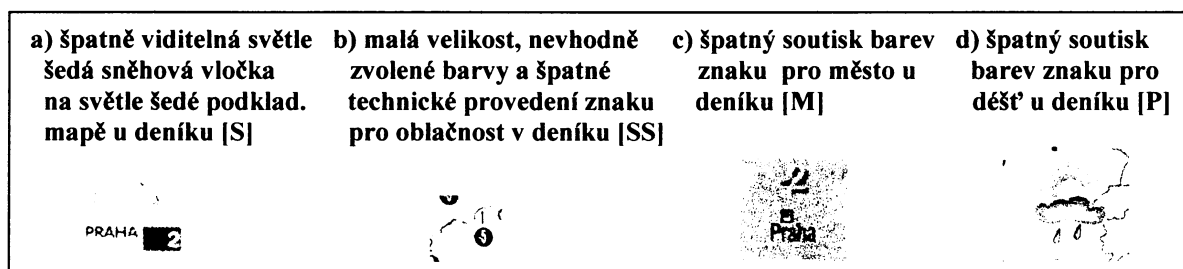 a) špatně viditelná světle
šedá sněhová vločka
na světle šedé podklad.
mapě u deníku [S]
b) malá velikost, nevhodně
zvolené barvy a špatné
technické provedení znaku
pro oblačnost v deníku [SS]
c) špatný soutisk barev
znaku pro město u
deníku [M]
d) špatný soutisk
barev znaku pro
déšť u deníku [P]
PRAHA 2
Praha